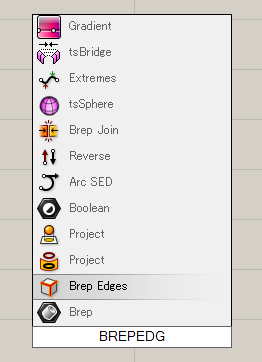 Gradient
tsBridge
Extremes
tsSphere
Brep Join
Reverse
Arc SED
Boolean
Project
Project
Brep Edges
Brep
BREPEDG